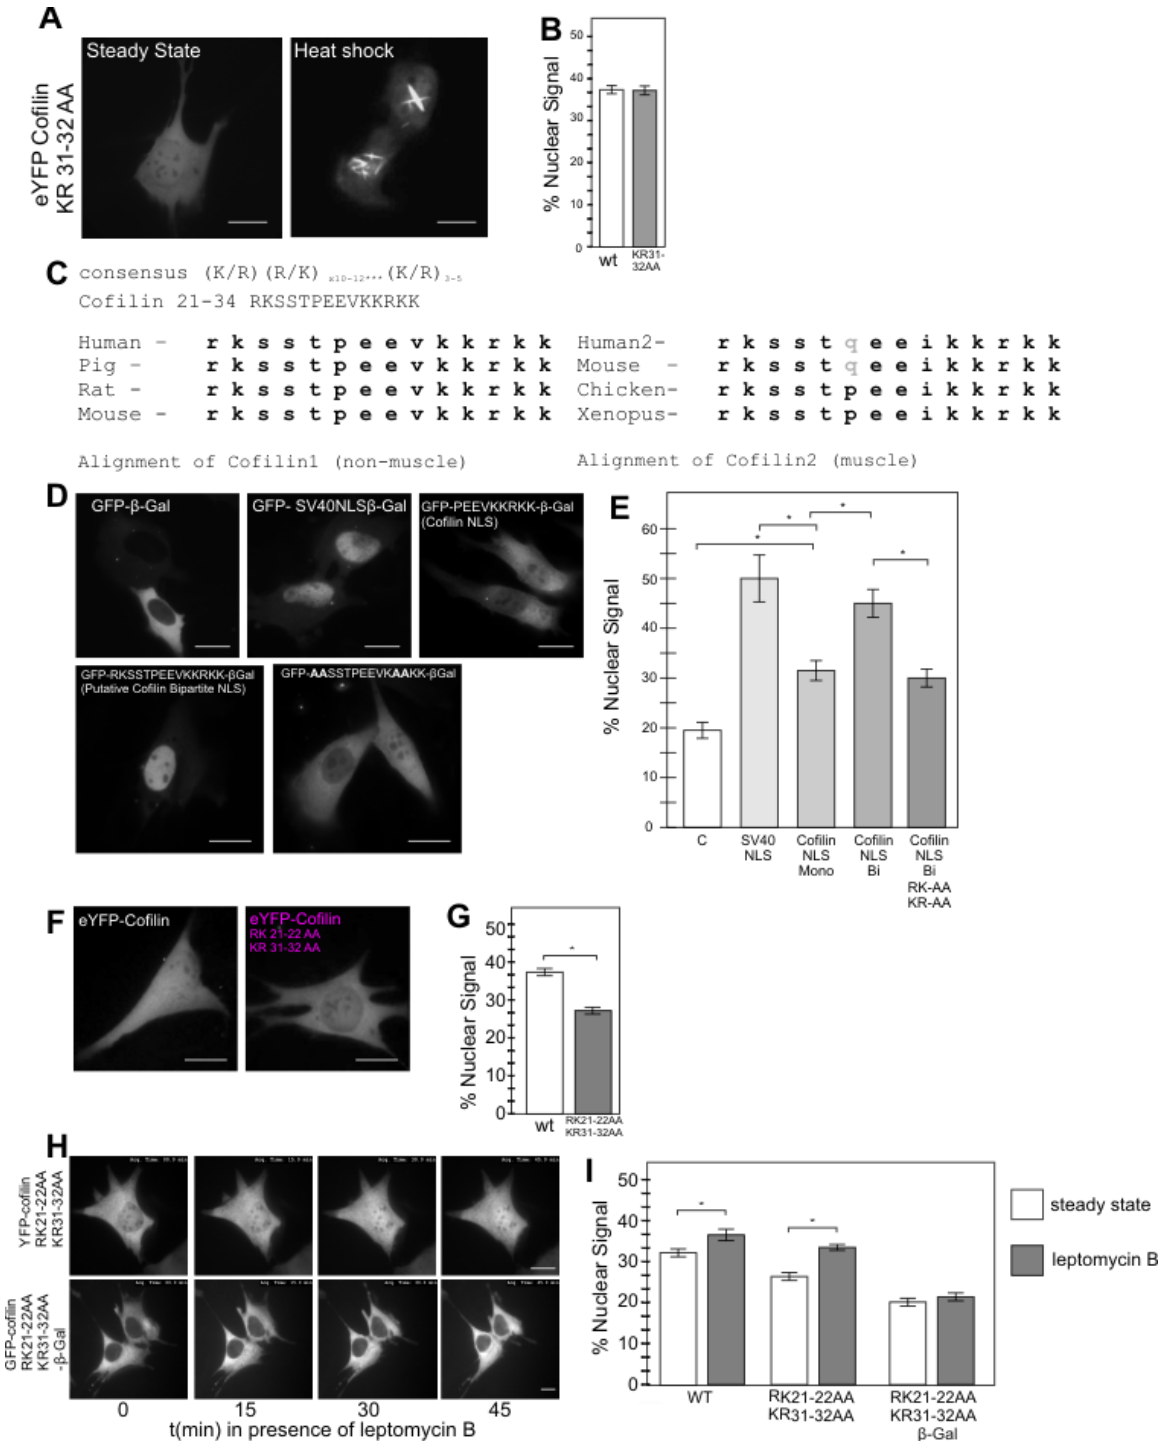 A
Steady State
Heat shock
eYFP Cofilin
KR 31-32 AA
B
% Nuclear Signal
50
40
30
20
10
0
wt
KR31-
32AA
C
consensus (K/R)(R/K) x10-12*** (K/R)3-5
Cofilin 21-34 RKSSTPEEVKKRKK
Human - r k s s t p e e v k k r k k
Pig - r k s s t p e e v k k r k k
Rat - r k s s t p e e v k k r k k
Mouse - r k s s t p e e v k k r k k
Alignment of Cofilin1 (non-muscle)
Human2- r k s s t q e e i k k r k k
Mouse - r k s s t q e e i k k r k k
Chicken- r k s s t p e e i k k r k k
Xenopus- r k s s t p e e i k k r k k
Alignment of Cofilin2 (muscle)
D
GFP-β-Gal
GFP- SV40NLSβ-Gal
GFP-PEEVKKRKK-β-Gal
(Cofilin NLS)
GFP-RKSSTPEEVKKRKK-βGal
(Putative Cofilin Bipartite NLS)
GFP-AASSTPEEVKAAKK-βGal
E
% Nuclear Signal
60
50
40
30
20
10
0
* * * *
C
SV40
NLS
Cofilin
NLS
Mono
Cofilin
NLS
Bi
Cofilin
NLS
Bi
RK-AA
KR-AA
F
eYFP-Cofilin
eYFP-Cofilin
RK 21-22 AA
KR 31-32 AA
G
% Nuclear Signal
50
40
30
20
10
0
*
wt
RK21-22AA
KR31-32AA
H
YFP-cofilin
RK21-22AA
KR31-32AA
GFP-cofilin
RK21-22AA
KR31-32AA
-β-Gal
0 15 30 45
t(min) in presence of leptomycin B
I
% Nuclear Signal
50
40
30
20
10
0
* *
WT
RK21-22AA
KR31-32AA
RK21-22AA
KR31-32AA
β-Gal
steady state
leptomycin B